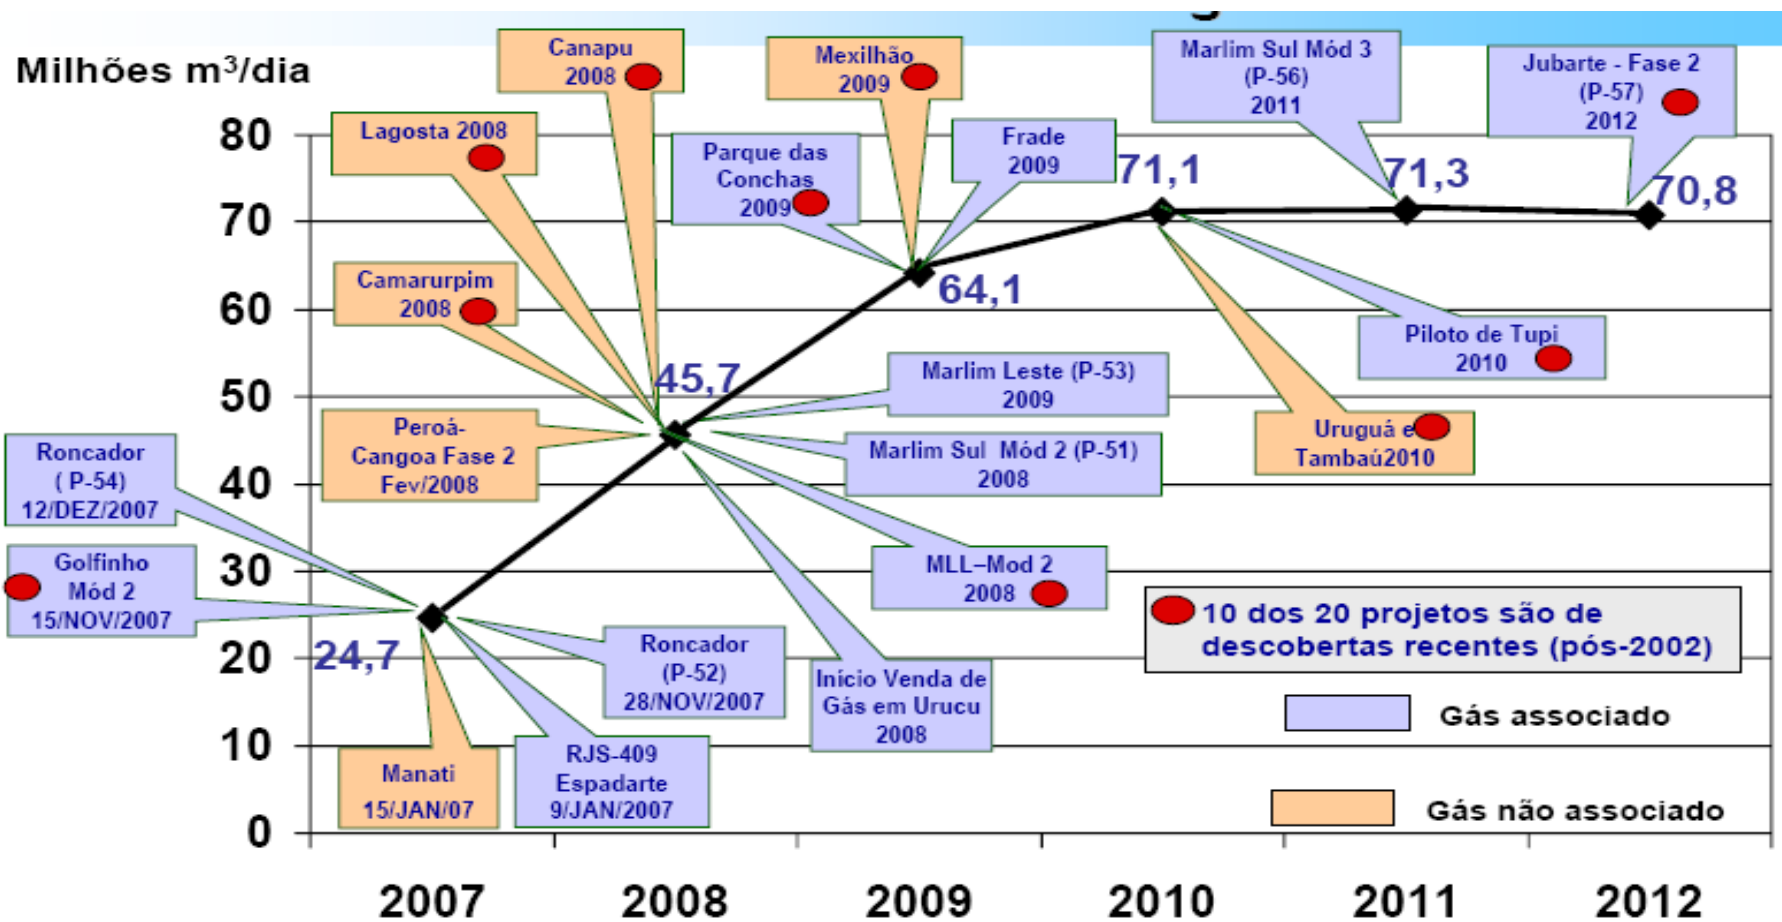 Milhões m³/dia
Canapu
2008
Mexilhão
2009
Marlim Sul Mód 3
(P-56)
2011
Jubarte - Fase 2
(P-57)
2012
Lagosta 2008
Parque das
Conchas
2009
Frade
2009
Camarurpim
2008
Peroá-
Cangoa Fase 2
Fev/2008
Roncador
( P-54)
12/DEZ/2007
Golfinho
Mód 2
15/NOV/2007
Manati
15/JAN/07
RJS-409
Espadarte
9/JAN/2007
Roncador
(P-52)
28/NOV/2007
Início Venda de
Gás em Urucu
2008
MLL–Mod 2
2008
Marlim Sul Mód 2 (P-51)
2008
Marlim Leste (P-53)
2009
Piloto de Tupi
2010
Uruguá e
Tambaú2010
24,7
45,7
64,1
71,1
71,3
70,8
10 dos 20 projetos são de
descobertas recentes (pós-2002)
Gás associado
Gás não associado
80
70
60
50
40
30
20
10
0
2007 2008 2009 2010 2011 2012